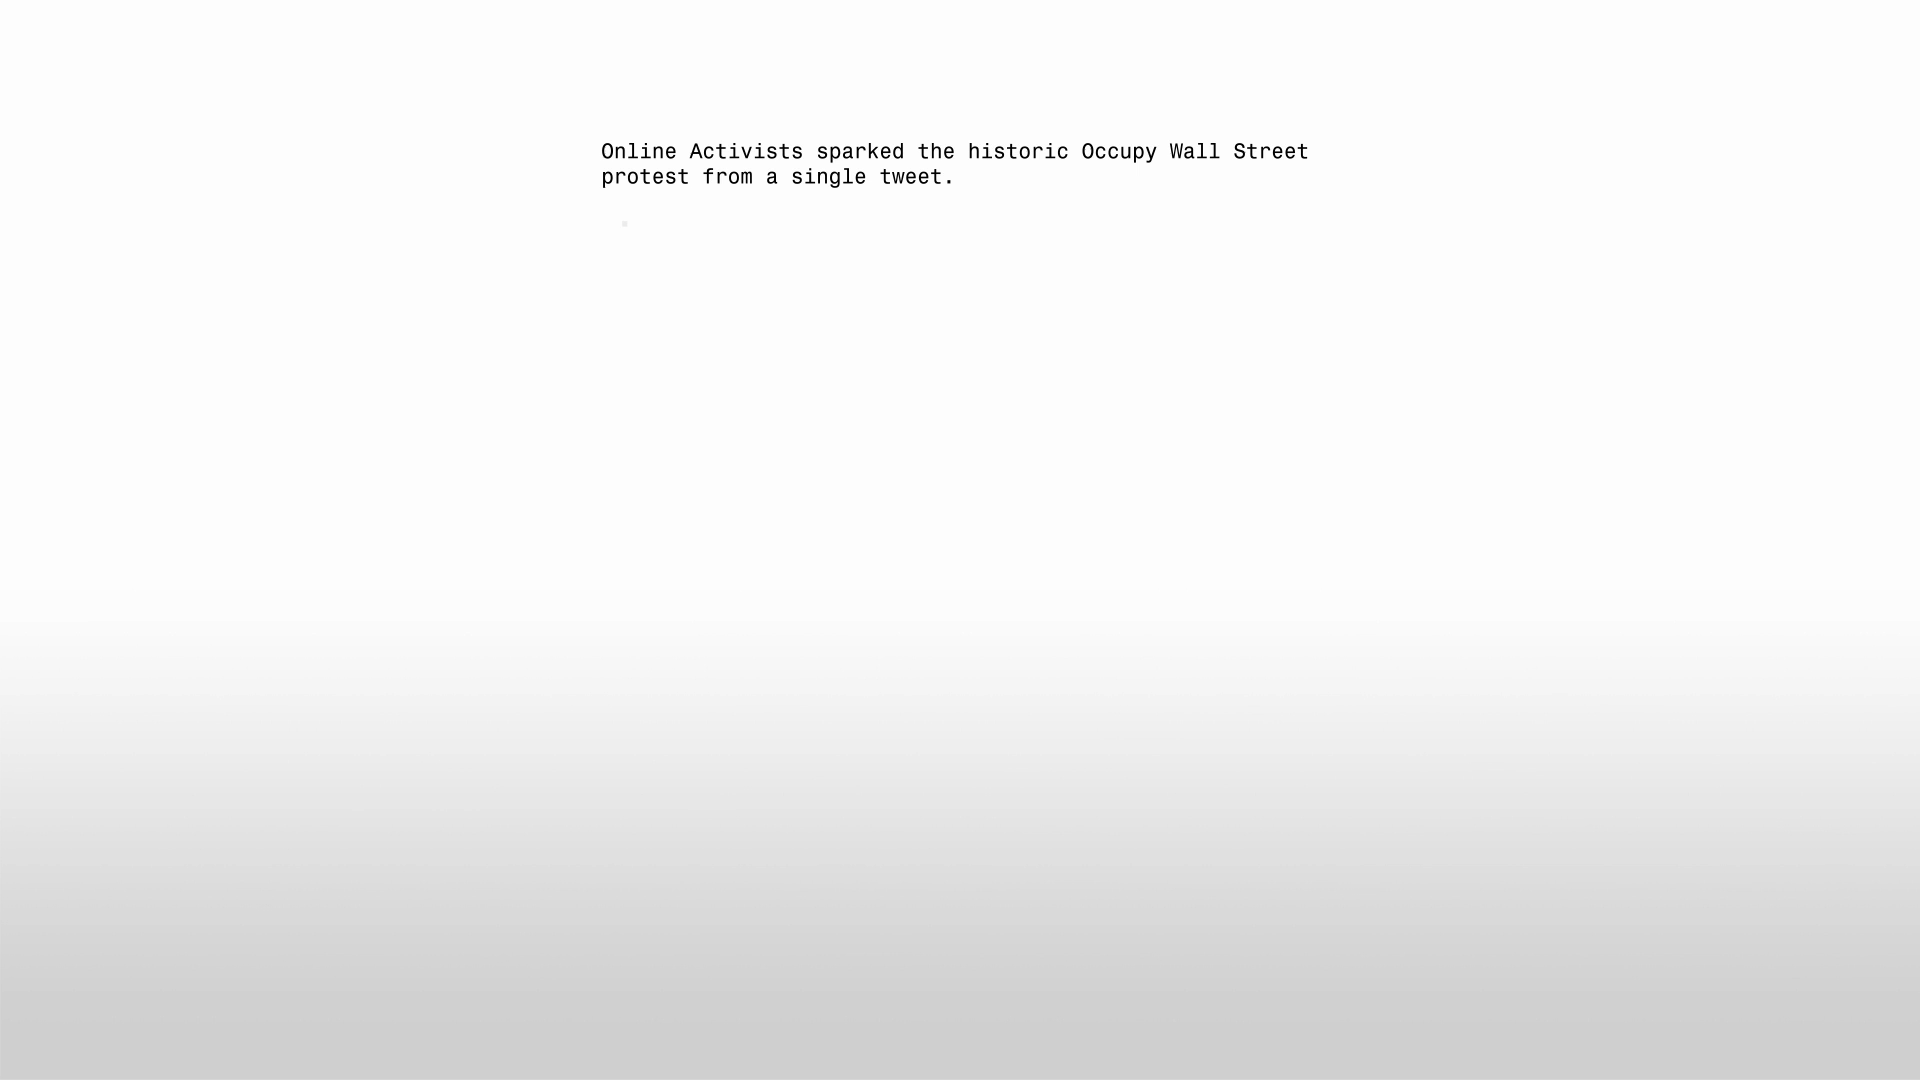 Online Activists sparked the historic Occupy Wall Street
protest from a single tweet.